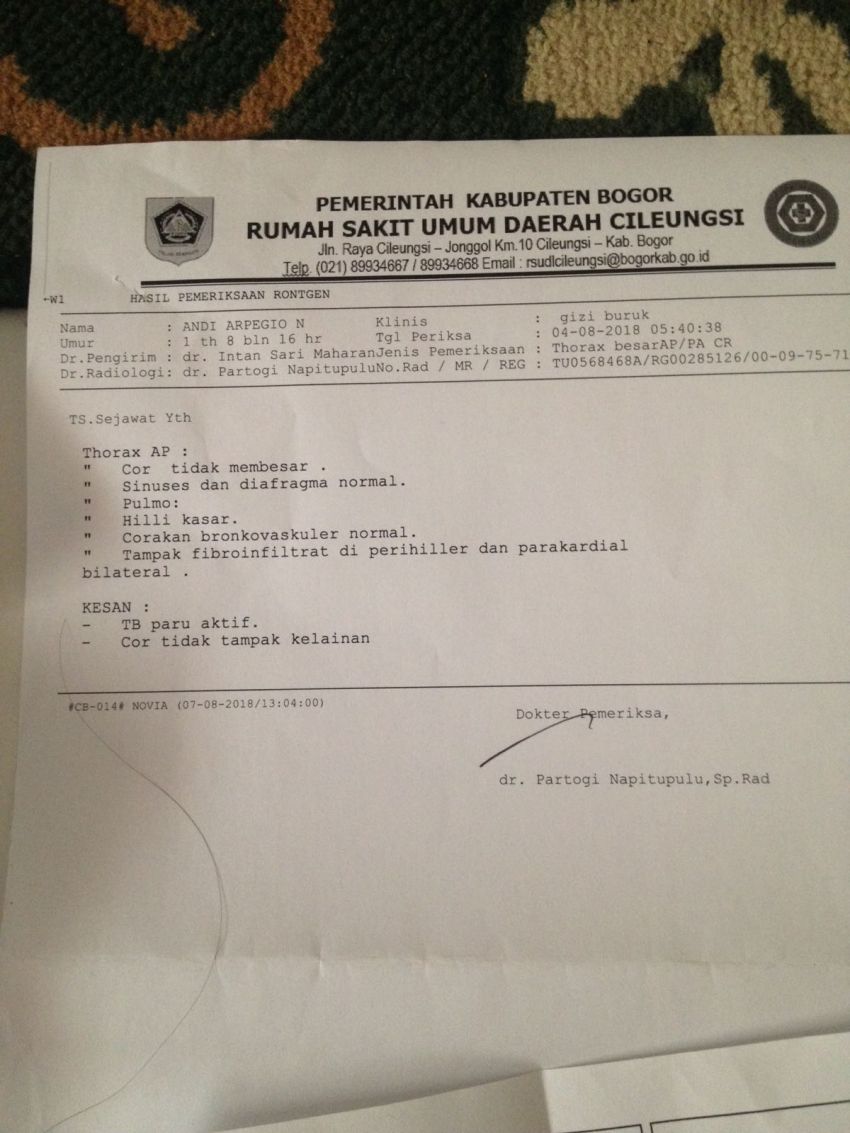 PEMERINTAH KABUPATEN BOGOR
RUMAH SAKIT UMUM DAERAH CILEUNGSI
Jln. Raya Cileungsi – Jonggol Km.10 Cileungsi – Kab. Bogor
Telp. (021) 89934667 / 89934668 Email : rsudlcileungsi@bogorkab.go.id
←W1 HASIL PEMERIKSAAN RONTGEN
Nama : ANDI ARPEGIO N Klinis : gizi buruk
Umur : 1 th 8 bln 16 hr Tgl Periksa : 04-08-2018 05:40:38
Dr.Pengirim : dr. Intan Sari MaharanJenis Pemeriksaan : Thorax besarAP/PA CR
Dr.Radiologi: dr. Partogi NapitupuluNo.Rad / MR / REG : TU0568468A/RG00285126/00-09-75-71
TS.Sejawat Yth
Thorax AP :
" Cor tidak membesar .
" Sinuses dan diafragma normal.
" Pulmo:
" Hilli kasar.
" Corakan bronkovaskuler normal.
" Tampak fibroinfiltrat di perihiller dan parakardial
bilateral .
KESAN :
– TB paru aktif.
– Cor tidak tampak kelainan
#CB-014# NOVIA (07-08-2018/13:04:00)
Dokter Pemeriksa,
dr. Partogi Napitupulu,Sp.Rad